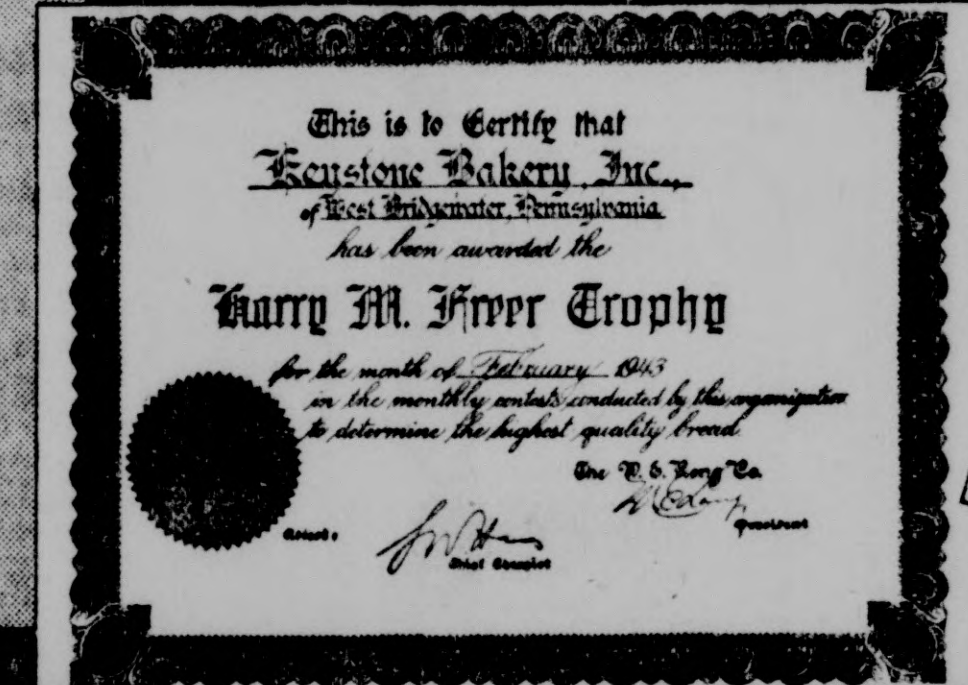 This is to Certify that
Keystone Bakery, Inc.,
of West Bridgewater, Pennsylvania
has been awarded the
Harry M. Freer Trophy
for the month of February 1943
in the monthly contests conducted by this organization
to determine the highest quality bread.
The W. E. Long Co.
W E Long
President
Attest:
Chief Chemist